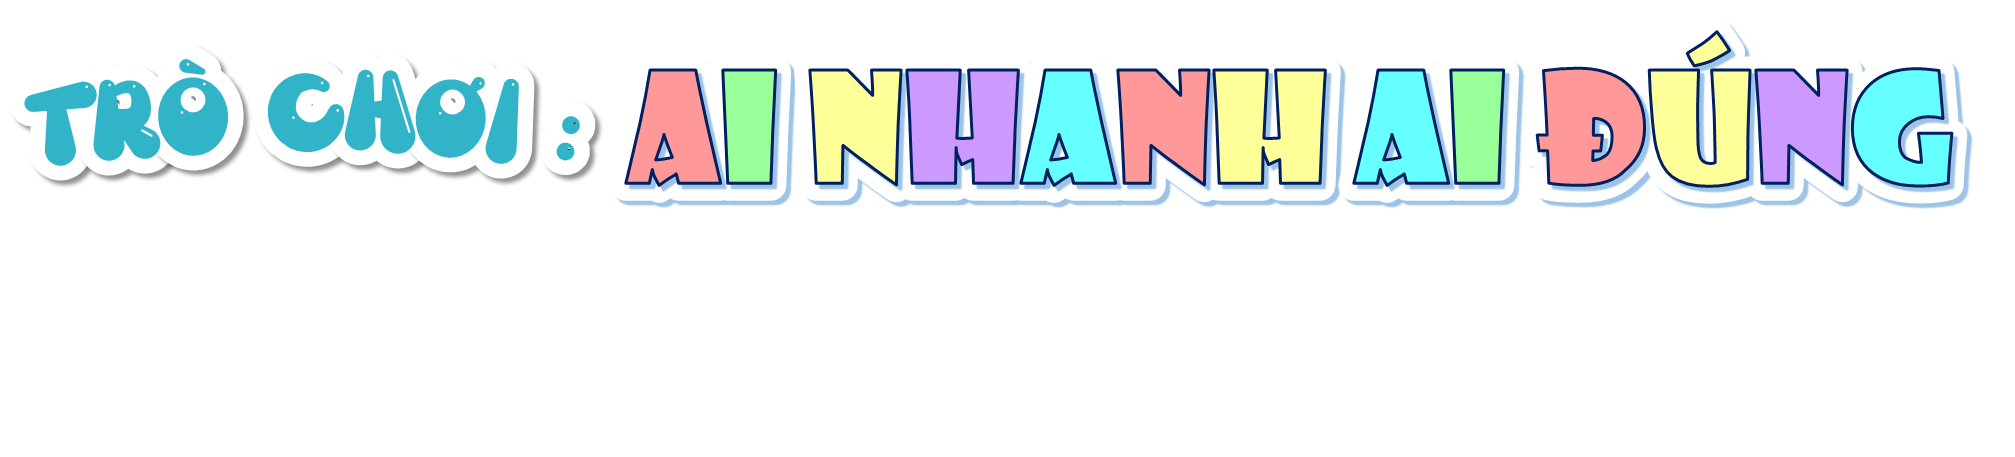 TRÒ CHƠI : AI NHANH AI ĐÚNG